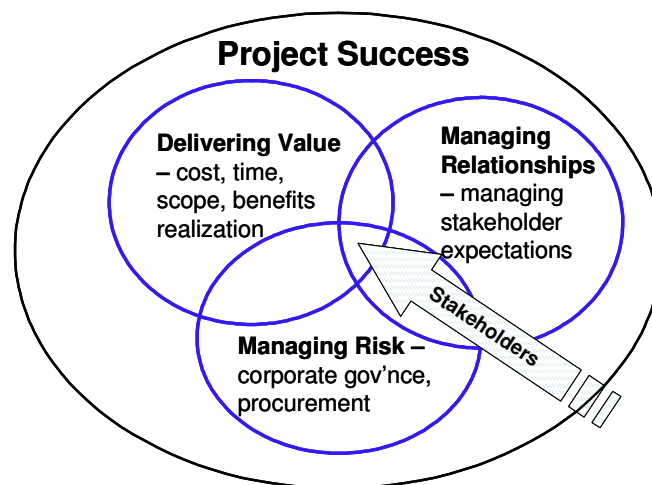 Project Success
Delivering Value
– cost, time,
scope, benefits
realization
Managing
Relationships
– managing
stakeholder
expectations
Stakeholders
Managing Risk –
corporate gov’nce,
procurement